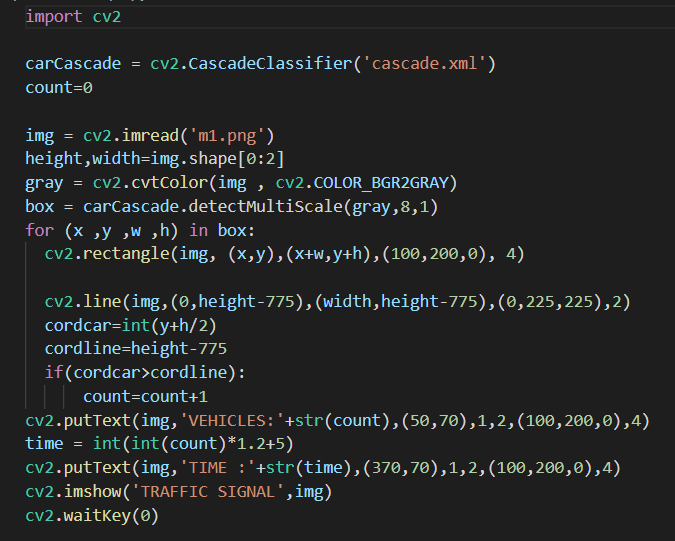 import cv2
carCascade = cv2.CascadeClassifier('cascade.xml')
count=0
img = cv2.imread('m1.png')
height,width=img.shape[0:2]
gray = cv2.cvtColor(img , cv2.COLOR_BGR2GRAY)
box = carCascade.detectMultiScale(gray,8,1)
for (x ,y ,w ,h) in box:
  cv2.rectangle(img, (x,y),(x+w,y+h),(100,200,0), 4)
  cv2.line(img,(0,height-775),(width,height-775),(0,225,225),2)
  cordcar=int(y+h/2)
  cordline=height-775
  if(cordcar>cordline):
      count=count+1
cv2.putText(img,'VEHICLES:'+str(count),(50,70),1,2,(100,200,0),4)
time = int(int(count)*1.2+5)
cv2.putText(img,'TIME :'+str(time),(370,70),1,2,(100,200,0),4)
cv2.imshow('TRAFFIC SIGNAL',img)
cv2.waitKey(0)